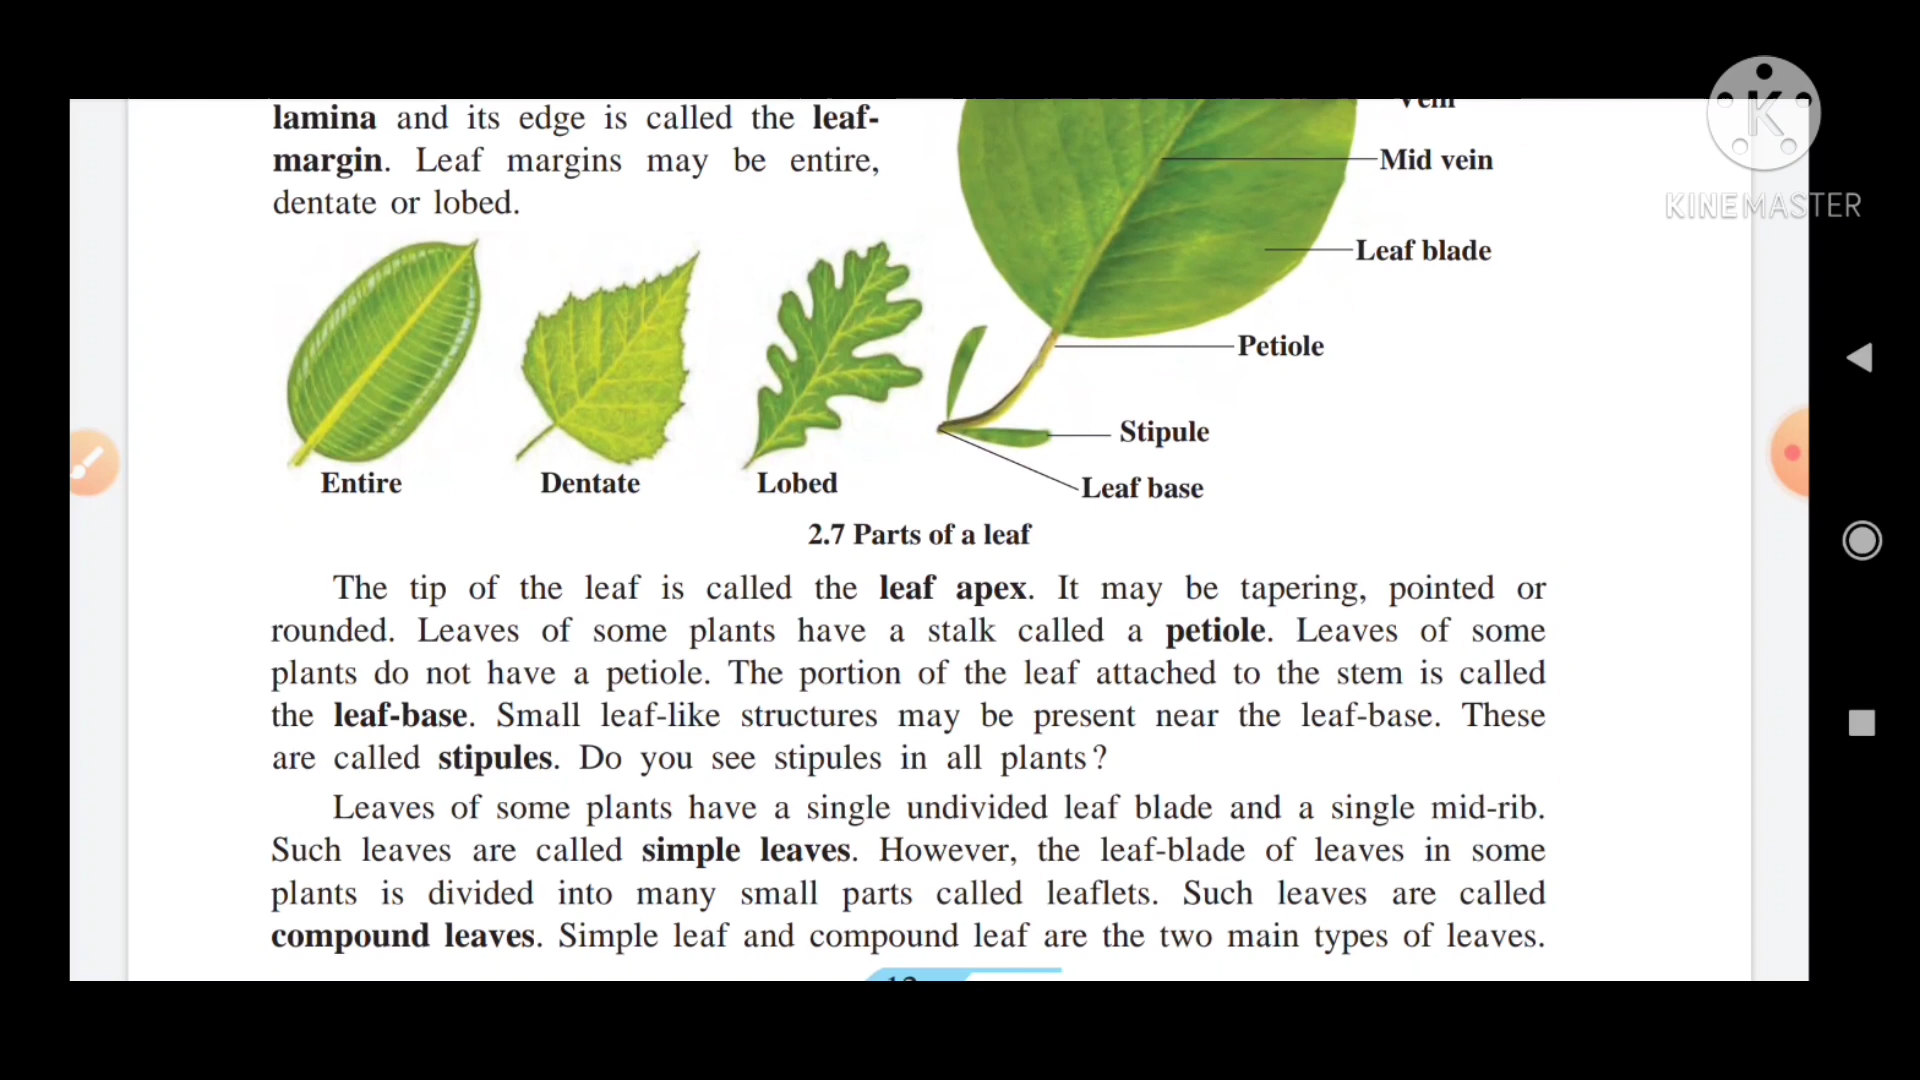 lamina and its edge is called the leaf-
margin. Leaf margins may be entire,
dentate or lobed.
Vein
Mid vein
Leaf blade
Petiole
Stipule
Leaf base
Entire
Dentate
Lobed
2.7 Parts of a leaf
The tip of the leaf is called the leaf apex. It may be tapering, pointed or
rounded. Leaves of some plants have a stalk called a petiole. Leaves of some
plants do not have a petiole. The portion of the leaf attached to the stem is called
the leaf-base. Small leaf-like structures may be present near the leaf-base. These
are called stipules. Do you see stipules in all plants?
Leaves of some plants have a single undivided leaf blade and a single mid-rib.
Such leaves are called simple leaves. However, the leaf-blade of leaves in some
plants is divided into many small parts called leaflets. Such leaves are called
compound leaves. Simple leaf and compound leaf are the two main types of leaves.
K
KINEMASTER